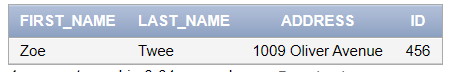 FIRST_NAME LAST_NAME ADDRESS ID
Zoe Twee 1009 Oliver Avenue 456